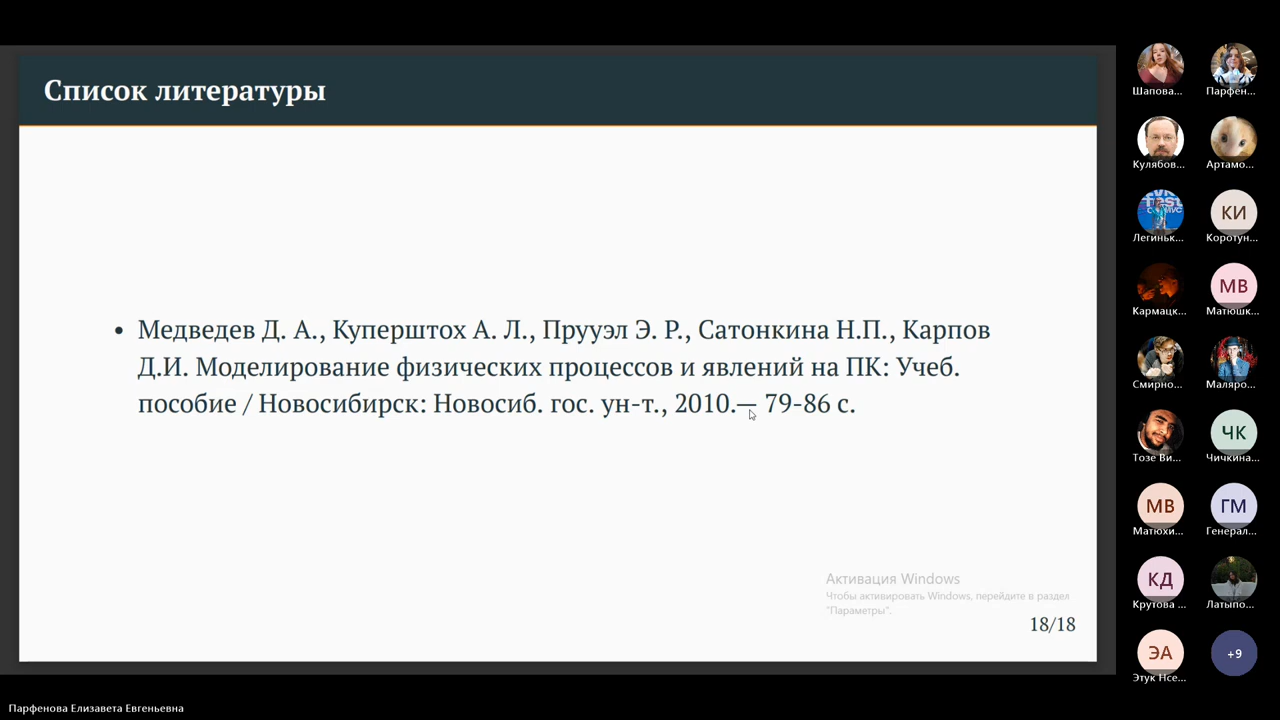 Список литературы
• Медведев Д. А., Куперштох А. Л., Прууэл Э. Р., Сатонкина Н.П., Карпов
Д.И. Моделирование физических процессов и явлений на ПК: Учеб.
пособие / Новосибирск: Новосиб. гос. ун-т., 2010.— 79-86 с.
Активация Windows
Чтобы активировать Windows, перейдите в раздел
"Параметры".
18/18
Шапова... Парфен...
Кулябов... Артамо...
Легиньк... КИ Коротун...
Кармацк... МВ Матюшк...
Смирно... Маляро...
Тозе Ви... ЧК Чичкина...
МВ Матюхи... ГМ Генерал...
КД Крутова ... Латыпо...
ЭА Этук Нсе... +9
Парфенова Елизавета Евгеньевна